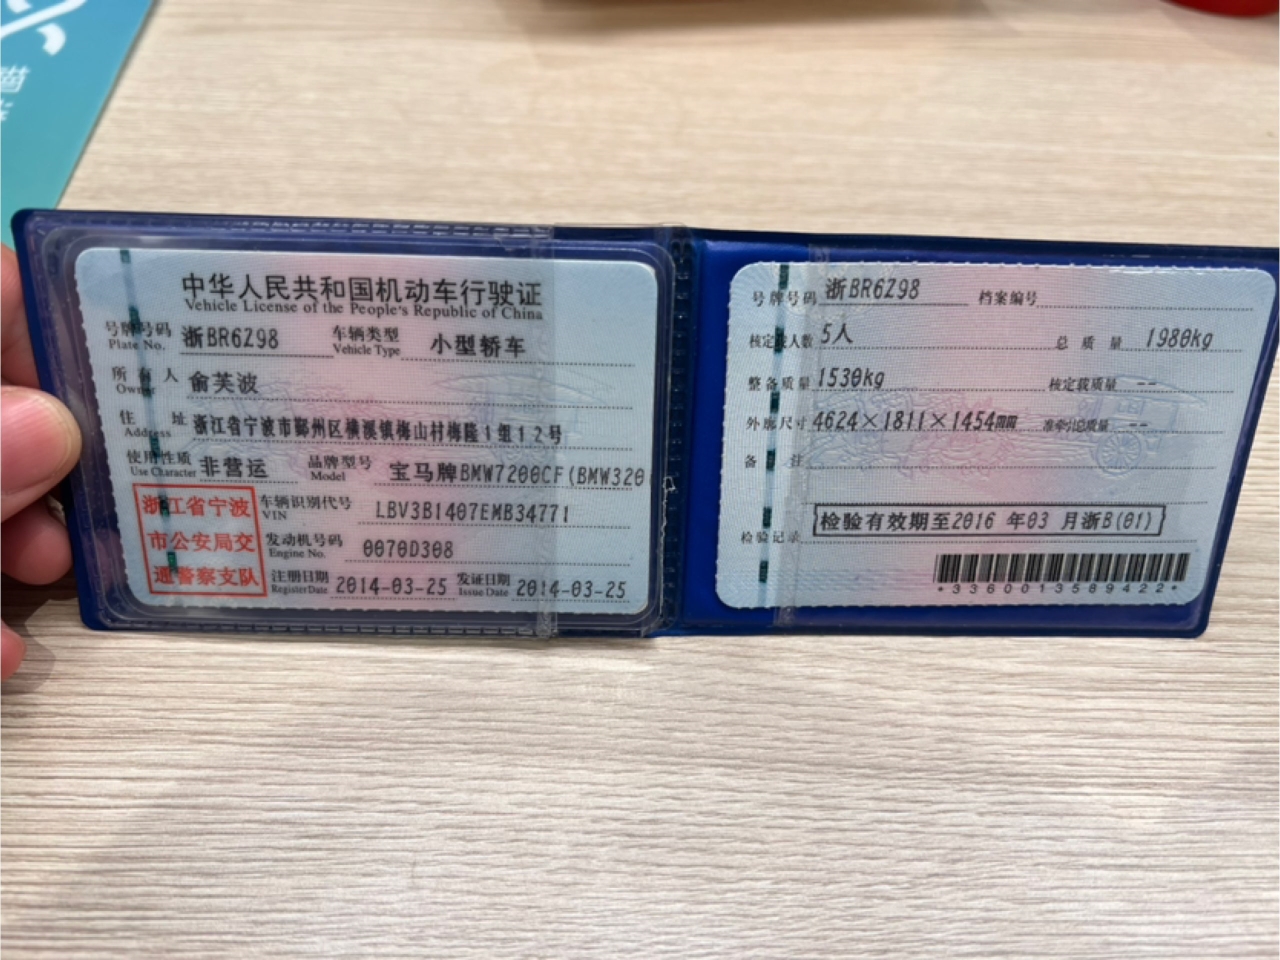 中华人民共和国机动车行驶证
Vehicle License of the People's Republic of China
号牌号码 浙BR6Z98 车辆类型 小型轿车
Plate No. Vehicle Type
所有人 俞芙波
Owner
住址 浙江省宁波市鄞州区横溪镇梅山村梅隆1组12号
Address
使用性质 非营运 品牌型号 宝马牌BMW7200CF(BMW320
Use Character Model
浙江省宁波
市公安局交
通警察支队
车辆识别代号 LBV3B1407EMB34771
VIN
发动机号码 0070D308
Engine No.
注册日期 2014-03-25 发证日期 2014-03-25
Register Date Issue Date
号牌号码 浙BR6Z98 档案编号
核定载人数 5人 总质量 1980kg
整备质量 1530kg 核定载质量 --
外廓尺寸 4624×1811×1454mm 准牵引总质量 --
备注
检验记录 检验有效期至2016年03月浙B(01)
*3360013589422*